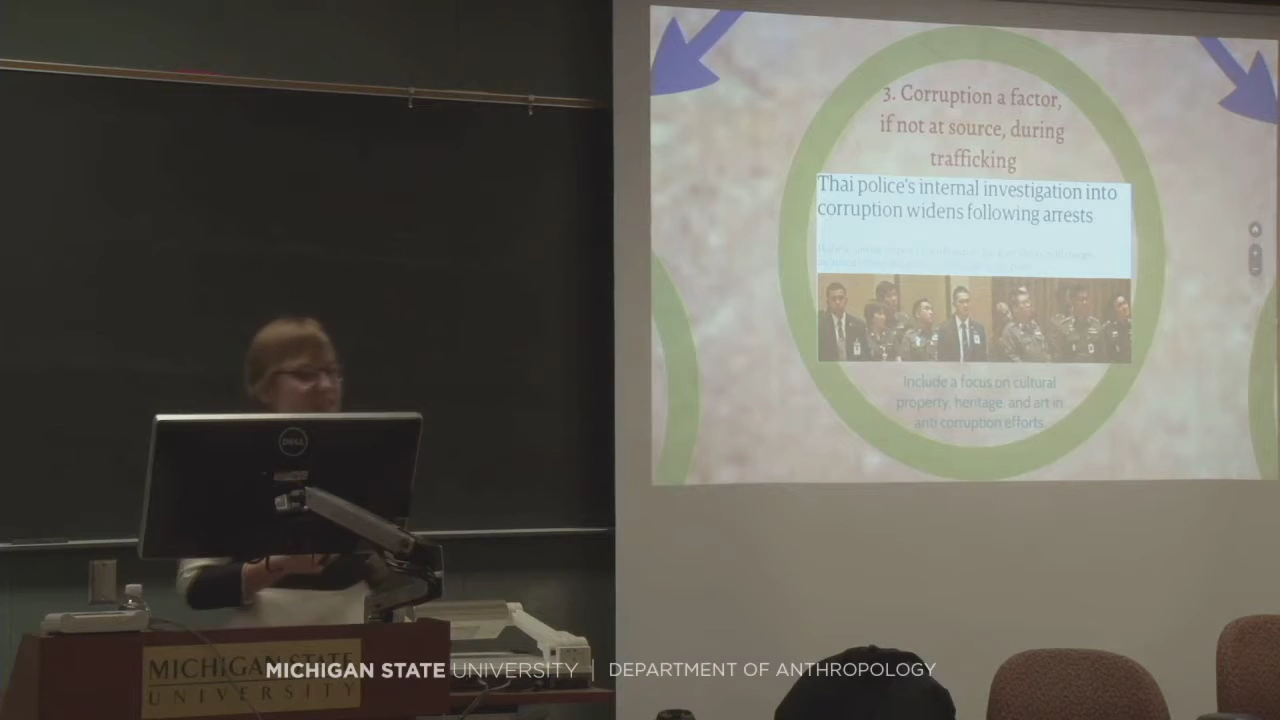 3. Corruption a factor,
if not at source, during
trafficking
Thai police's internal investigation into
corruption widens following arrests
Include a focus on cultural
property, heritage, and art in
anti corruption efforts
DELL
MICHIGAN STATE
UNIVERSITY
MICHIGAN STATE UNIVERSITY | DEPARTMENT OF ANTHROPOLOGY